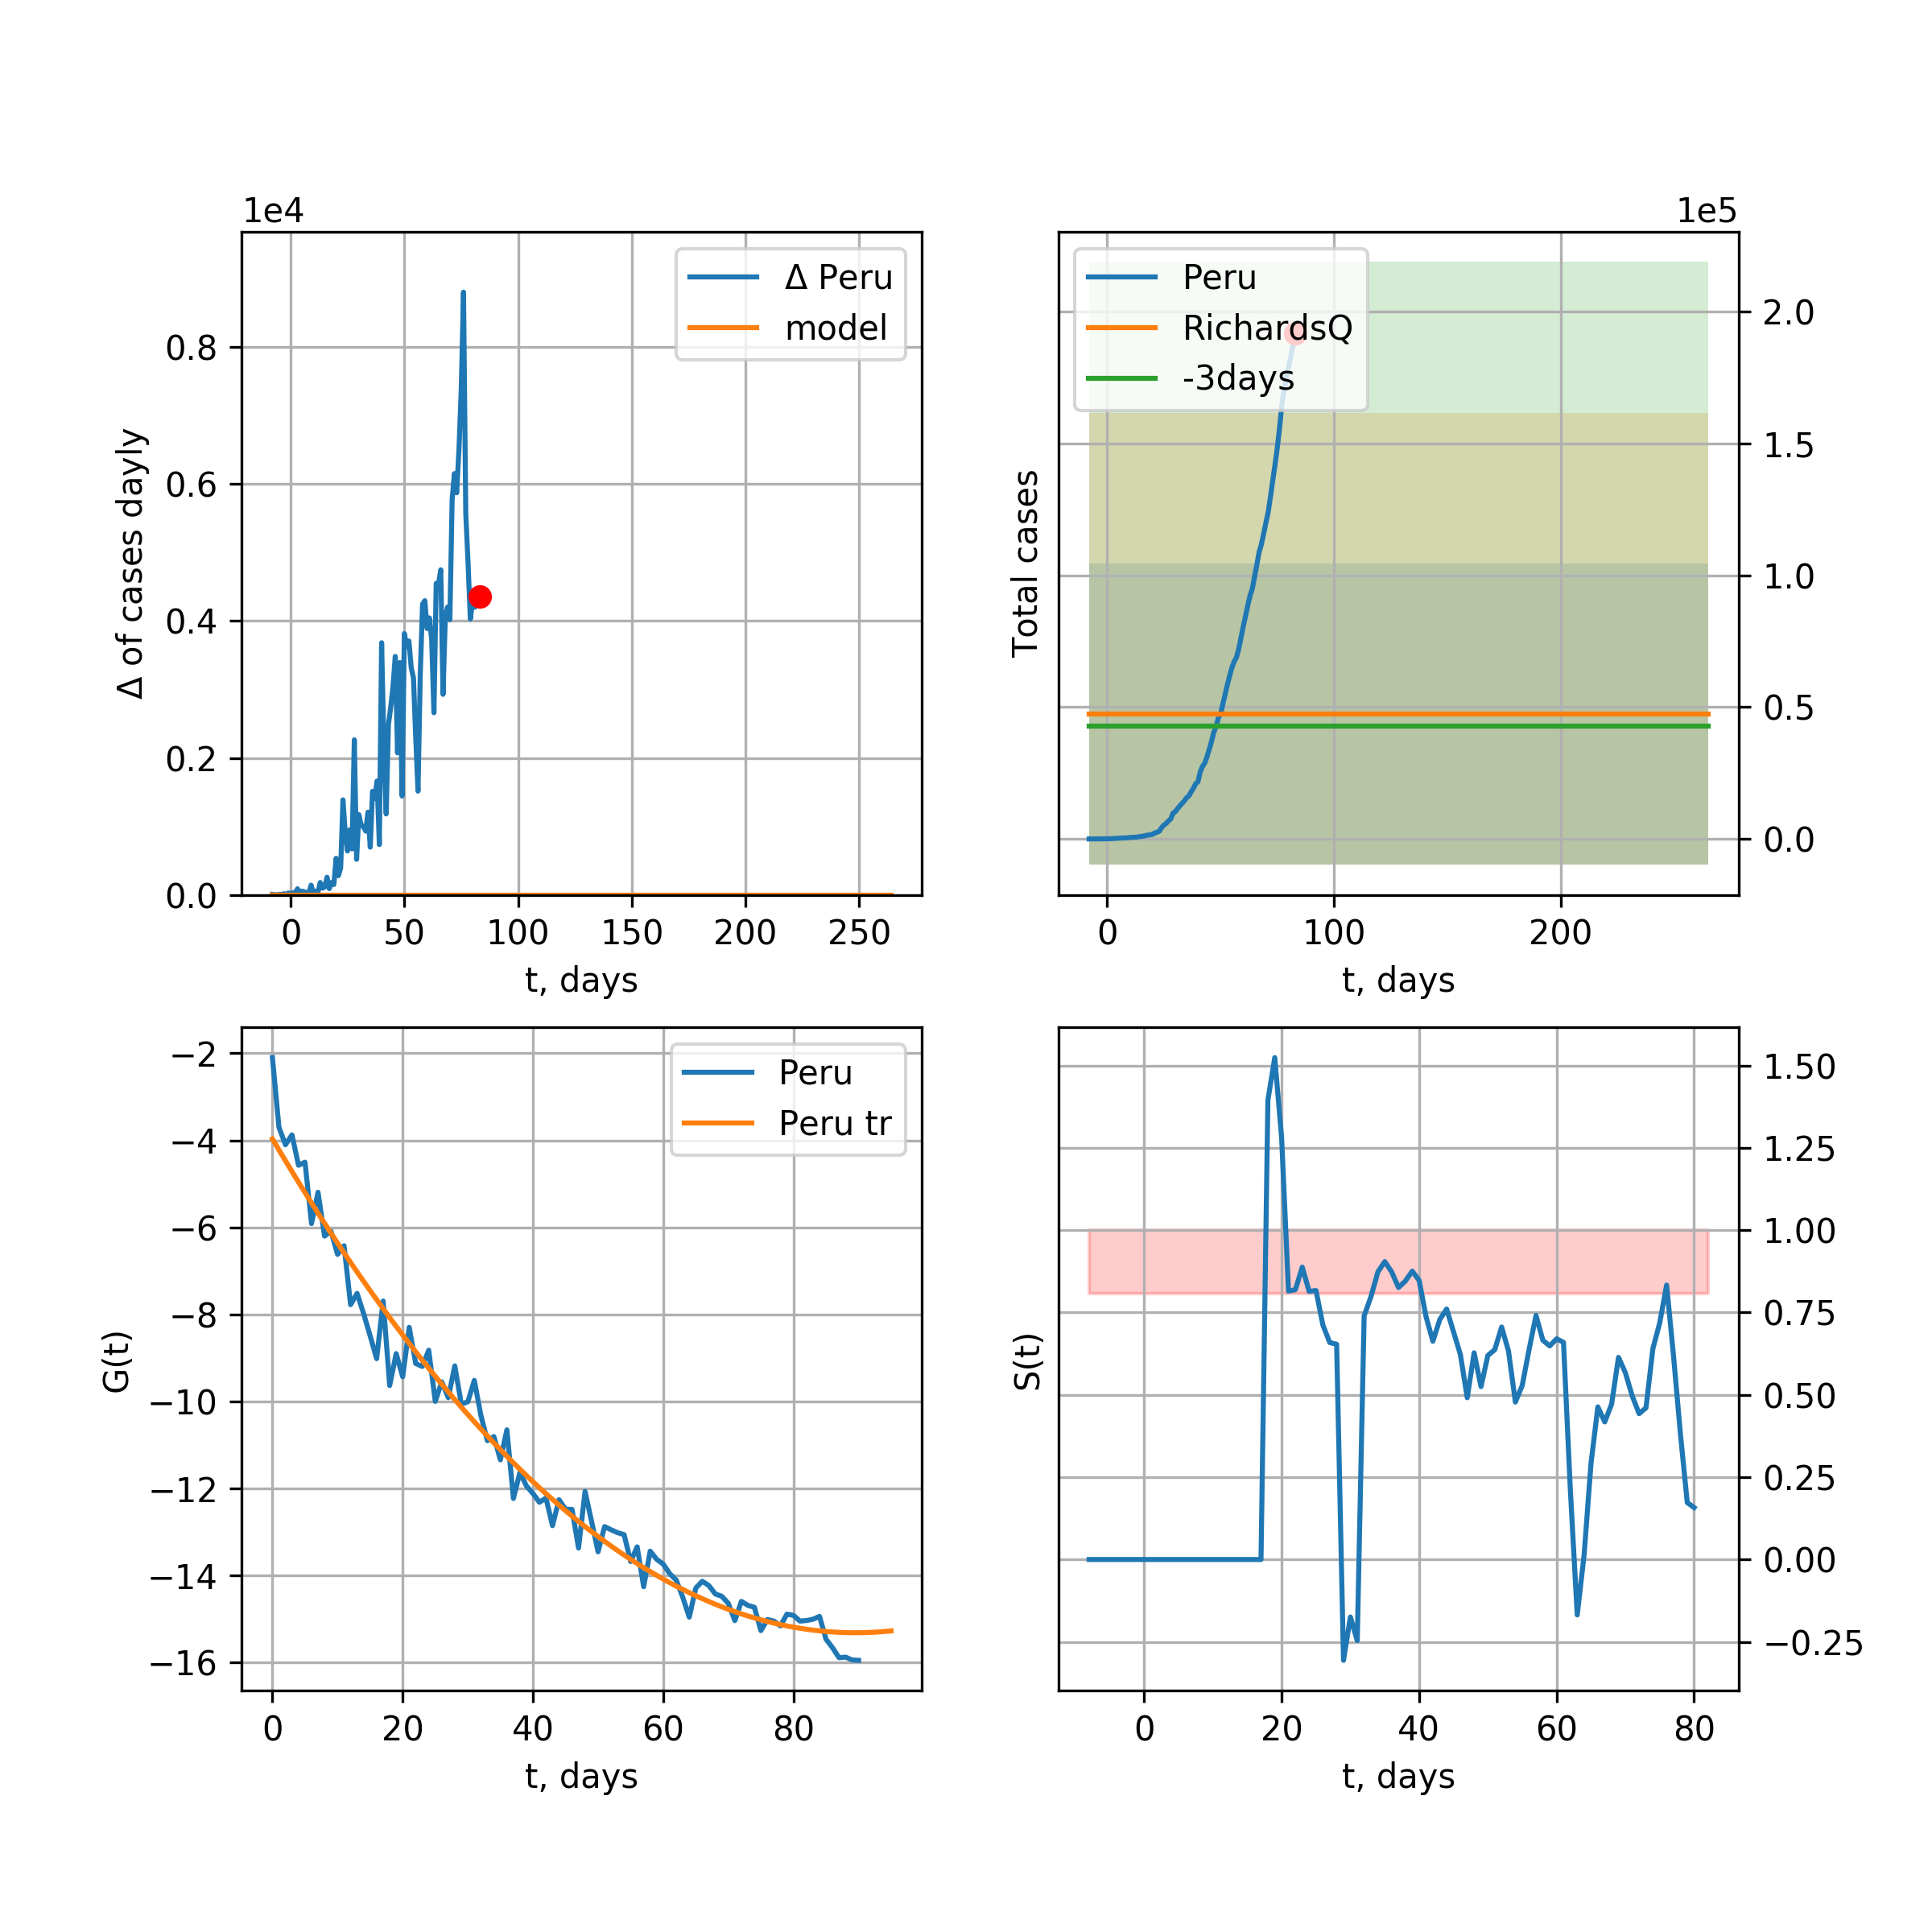 1e4
Δ of cases dayly
0.8
0.6
0.4
0.2
0.0
0 50 100 150 200 250
t, days
Δ Peru
model
1e5
Total cases
Peru
RichardsQ
-3days
2.0
1.5
1.0
0.5
0.0
0 100 200
t, days
G(t)
−2
−4
−6
−8
−10
−12
−14
−16
0 20 40 60 80
t, days
Peru
Peru tr
S(t)
1.50
1.25
1.00
0.75
0.50
0.25
0.00
−0.25
0 20 40 60 80
t, days